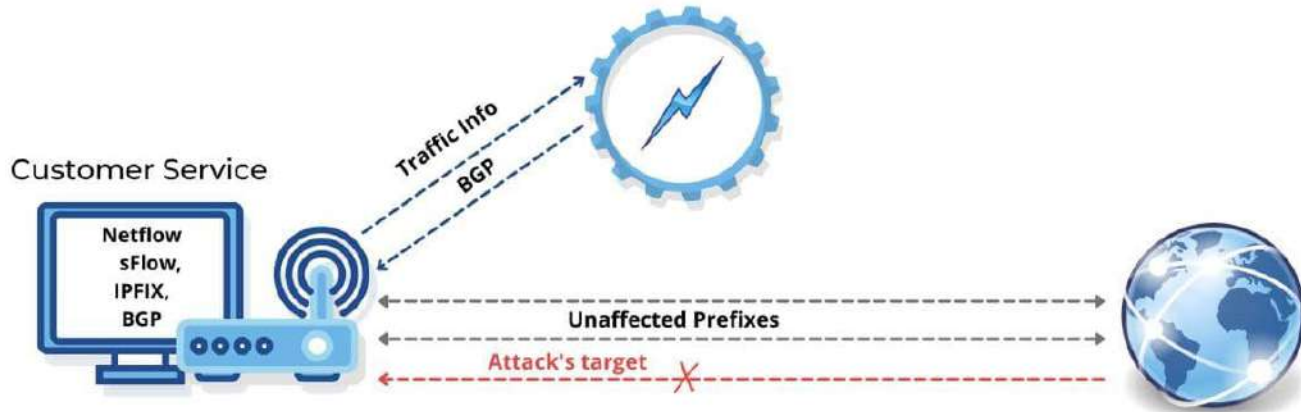 Traffic Info
BGP
Customer Service
Netflow
sFlow,
IPFIX,
BGP
Unaffected Prefixes
Attack's target